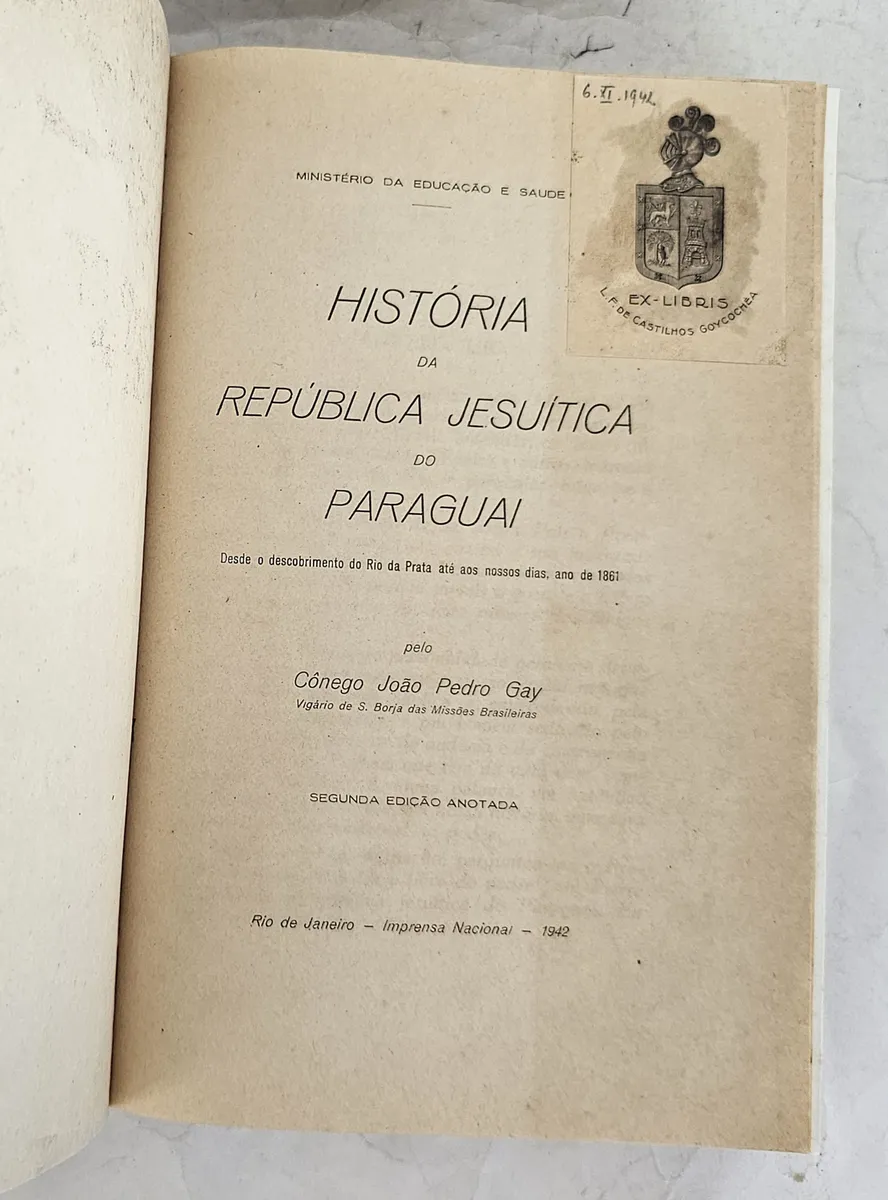 6.XI.1942
MINISTÉRIO DA EDUCAÇÃO E SAUDE
EX-LIBRIS
L. F. DE CASTILHOS GOYCOCHÊA
HISTÓRIA
DA
REPÚBLICA JESUÍTICA
DO
PARAGUAI
Desde o descobrimento do Rio da Prata até aos nossos dias, ano de 1861
pelo
Cônego João Pedro Gay
Vigário de S. Borja das Missões Brasileiras
SEGUNDA EDIÇÃO ANOTADA
Rio de Janeiro – Imprensa Nacional – 1942